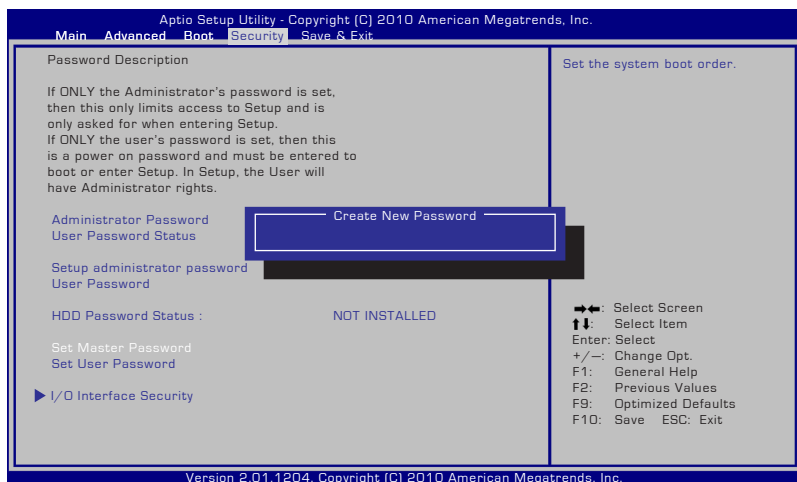 Aptio Setup Utility - Copyright (C) 2010 American Megatrends, Inc.
Main Advanced Boot Security Save & Exit
Password Description
If ONLY the Administrator's password is set,
then this only limits access to Setup and is
only asked for when entering Setup.
If ONLY the user's password is set, then this
is a power on password and must be entered to
boot or enter Setup. In Setup, the User will
have Administrator rights.
Administrator Password
User Password Status
Setup administrator password
User Password
HDD Password Status : NOT INSTALLED
Set Master Password
Set User Password
I/O Interface Security
Create New Password
Set the system boot order.
→←: Select Screen
↑↓: Select Item
Enter: Select
+/—: Change Opt.
F1: General Help
F2: Previous Values
F9: Optimized Defaults
F10: Save ESC: Exit
Version 2.01.1204. Copyright (C) 2010 American Megatrends, Inc.